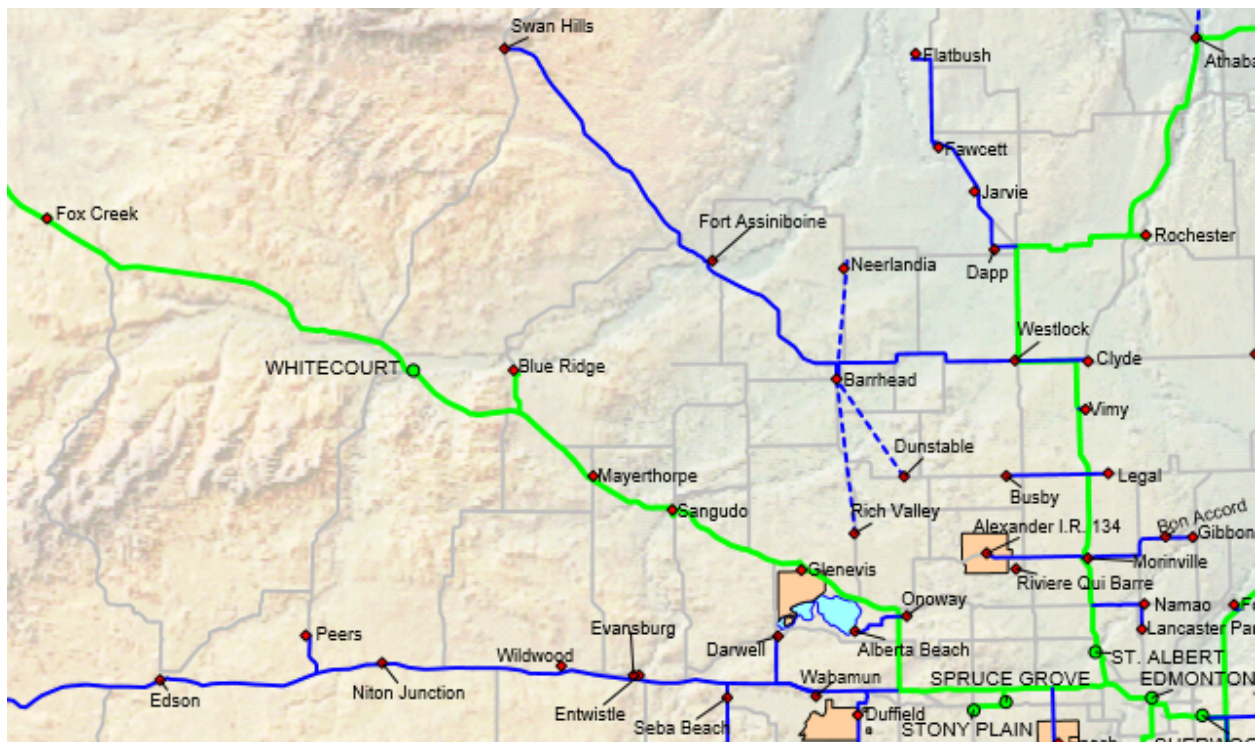 Swan Hills
Flatbush
Fawcett
Jarvie
Fox Creek
Fort Assiniboine
Rochester
Neerlandia
Dapp
Westlock
WHITECOURT
Blue Ridge
Clyde
Barrhead
Vimy
Dunstable
Mayerthorpe
Legal
Busby
Sangudo
Rich Valley
Alexander I.R. 134
Bon Accord
Gibbon
Glenevis
Morinville
Riviere Qui Barre
Onoway
Namao
Peers
Evansburg
Lancaster Par
Darwell
Alberta Beach
Wildwood
ST. ALBERT
Niton Junction
Wabamun
SPRUCE GROVE
EDMONTON
Edson
Entwistle
Seba Beach
Duffield
STONY PLAIN